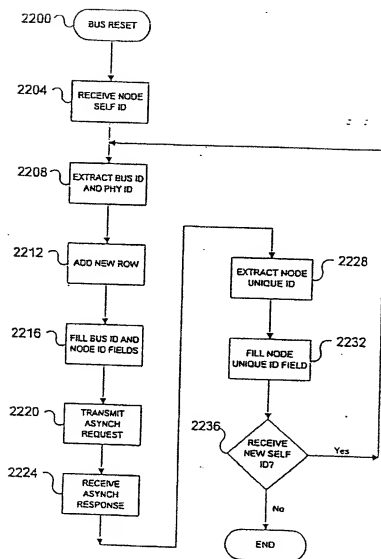 2200
BUS RESET
2204
RECEIVE NODE
SELF ID
2208
EXTRACT BUS ID
AND PHY ID
2212
ADD NEW ROW
2216
FILL BUS ID AND
NODE ID FIELDS
2220
TRANSMIT
ASYNCH
REQUEST
2224
RECEIVE
ASYNCH
RESPONSE
2228
EXTRACT NODE
UNIQUE ID
2232
FILL NODE
UNIQUE ID FIELD
2236
RECEIVE
NEW SELF
ID?
Yes
No
END